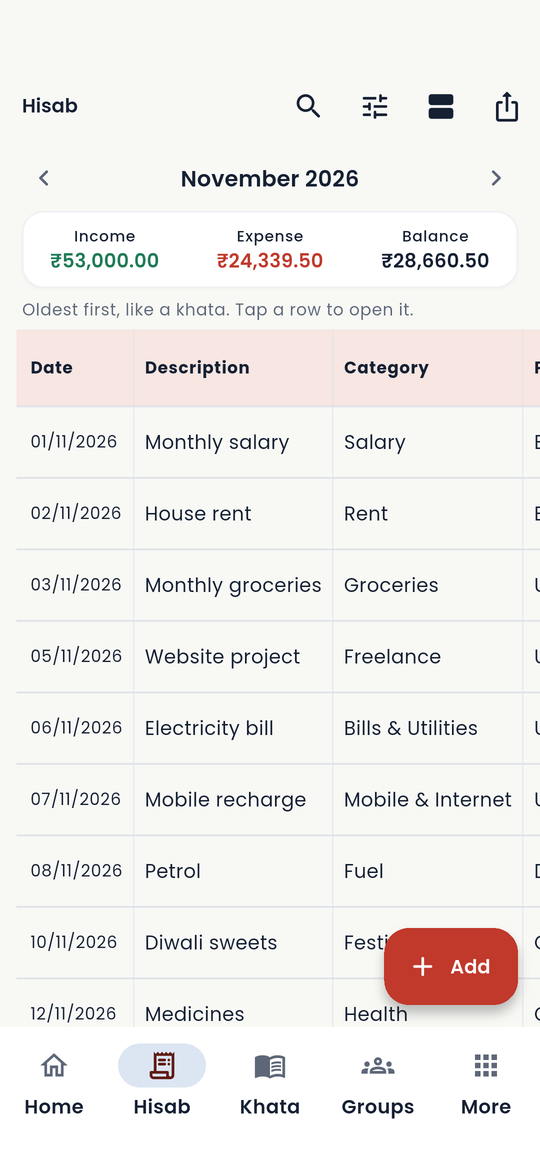 Hisab
November 2026
Income Expense Balance
₹53,000.00 ₹24,339.50 ₹28,660.50
Oldest first, like a khata. Tap a row to open it.
Date Description Category
01/11/2026 Monthly salary Salary
02/11/2026 House rent Rent
03/11/2026 Monthly groceries Groceries
05/11/2026 Website project Freelance
06/11/2026 Electricity bill Bills & Utilities
07/11/2026 Mobile recharge Mobile & Internet
08/11/2026 Petrol Fuel
10/11/2026 Diwali sweets
Add
12/11/2026 Medicines Health
Home Hisab Khata Groups More